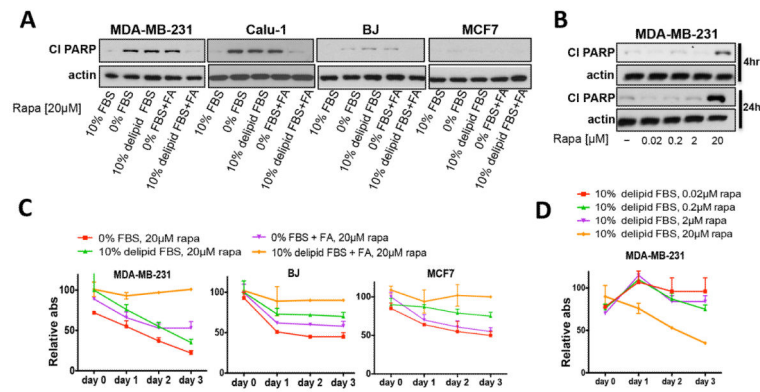 A
MDA-MB-231 Calu-1 BJ MCF7
Cl PARP
actin
Rapa [20µM]
10% FBS
0% FBS
10% delipid FBS
0% FBS+FA
10% delipid FBS+FA
10% FBS
0% FBS
10% delipid FBS
0% FBS+FA
10% delipid FBS+FA
10% FBS
0% FBS
10% delipid FBS
0% FBS+FA
10% delipid FBS+FA
10% FBS
0% FBS
10% delipid FBS
0% FBS+FA
10% delipid FBS+FA
B
MDA-MB-231
Cl PARP
actin
4hr
Cl PARP
actin
24h
Rapa [µM] – 0.02 0.2 2 20
C
0% FBS, 20µM rapa
0% FBS + FA, 20µM rapa
10% delipid FBS, 20µM rapa
10% delipid FBS + FA, 20µM rapa
MDA-MB-231
Relative abs
100
50
0
day 0 day 1 day 2 day 3
BJ
100
50
0
day 0 day 1 day 2 day 3
MCF7
100
50
0
day 0 day 1 day 2 day 3
D
10% delipid FBS, 0.02µM rapa
10% delipid FBS, 0.2µM rapa
10% delipid FBS, 2µM rapa
10% delipid FBS, 20µM rapa
MDA-MB-231
100
50
0
day 0 day 1 day 2 day 3